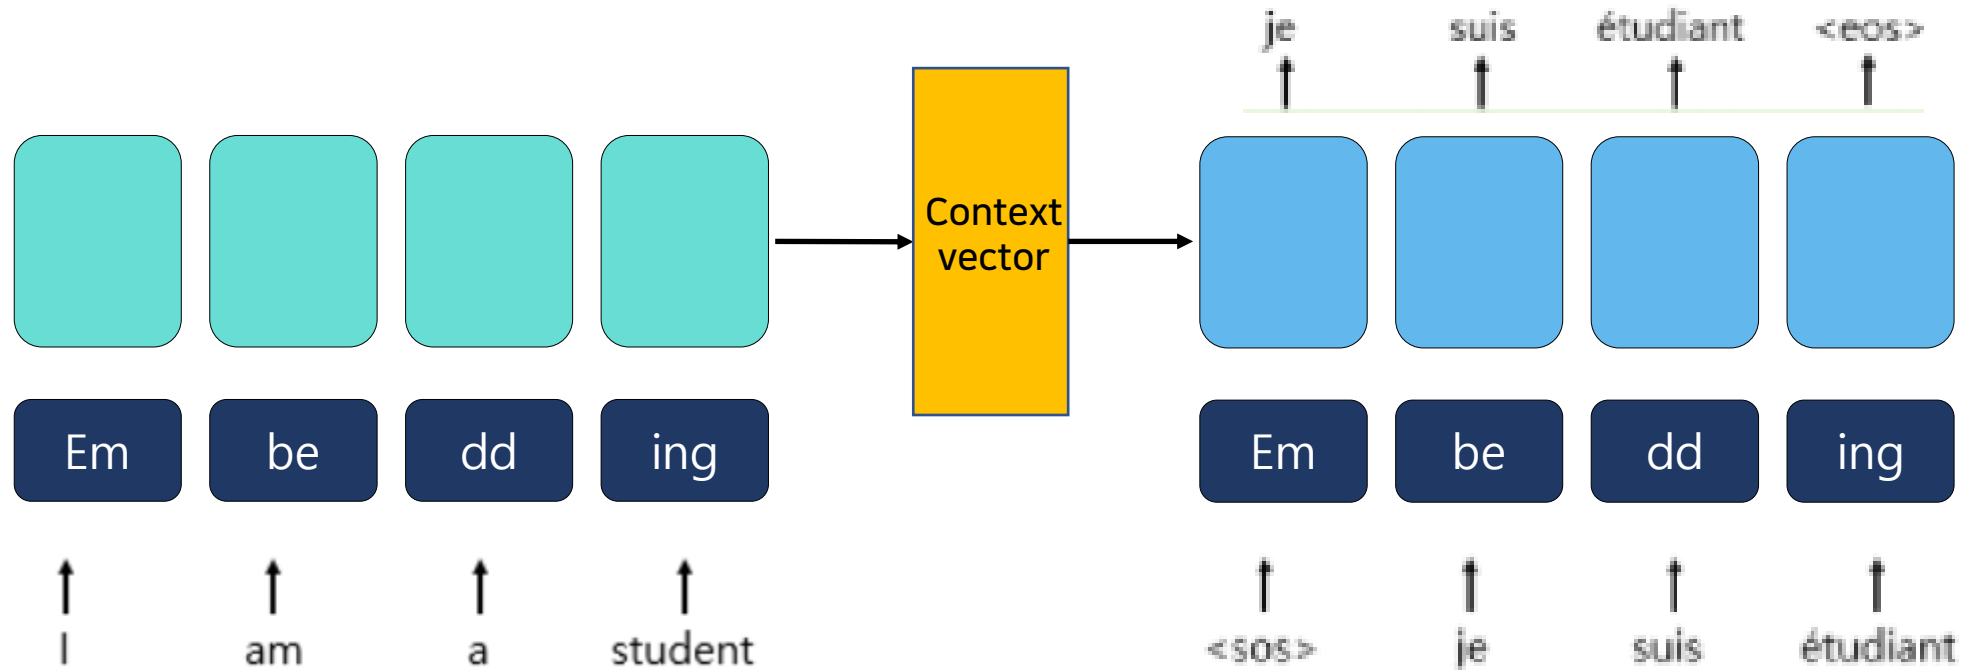 je suis étudiant <eos>
Context
vector
Em be dd ing
Em be dd ing
I am a student
<sos> je suis étudiant